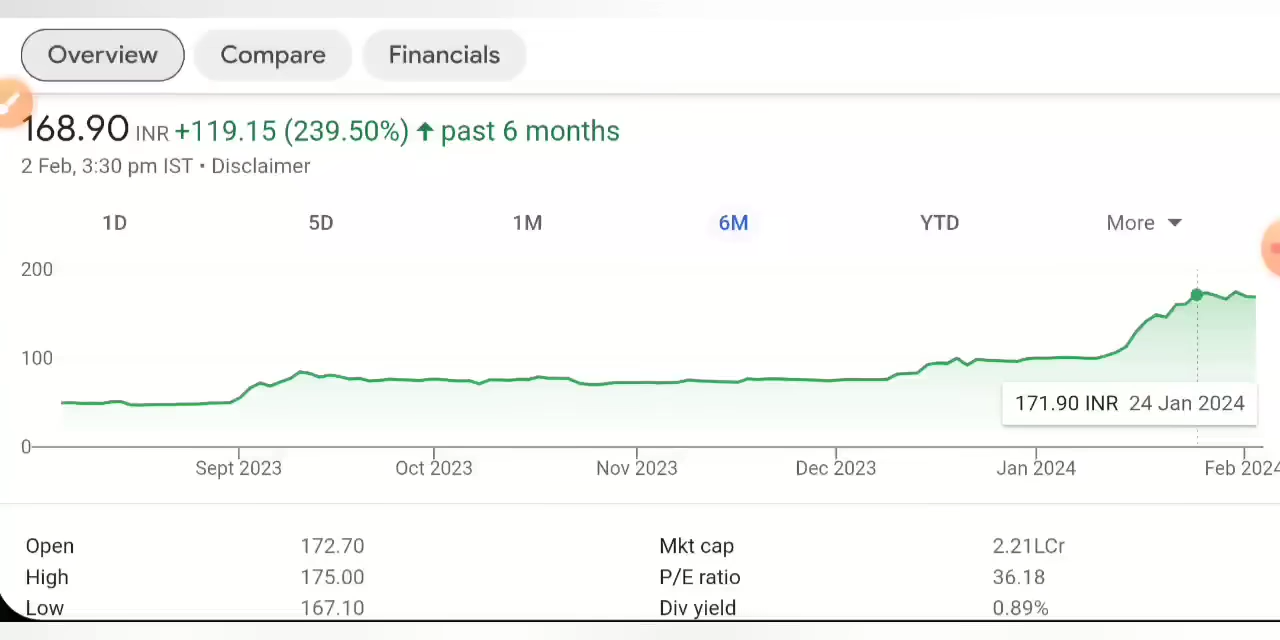 Overview Compare Financials
168.90 INR +119.15 (239.50%) ↑ past 6 months
2 Feb, 3:30 pm IST • Disclaimer
1D 5D 1M 6M YTD More
200
100
171.90 INR 24 Jan 2024
0
Sept 2023 Oct 2023 Nov 2023 Dec 2023 Jan 2024 Feb 2024
Open 172.70 Mkt cap 2.21LCr
High 175.00 P/E ratio 36.18
Low 167.10 Div yield 0.89%